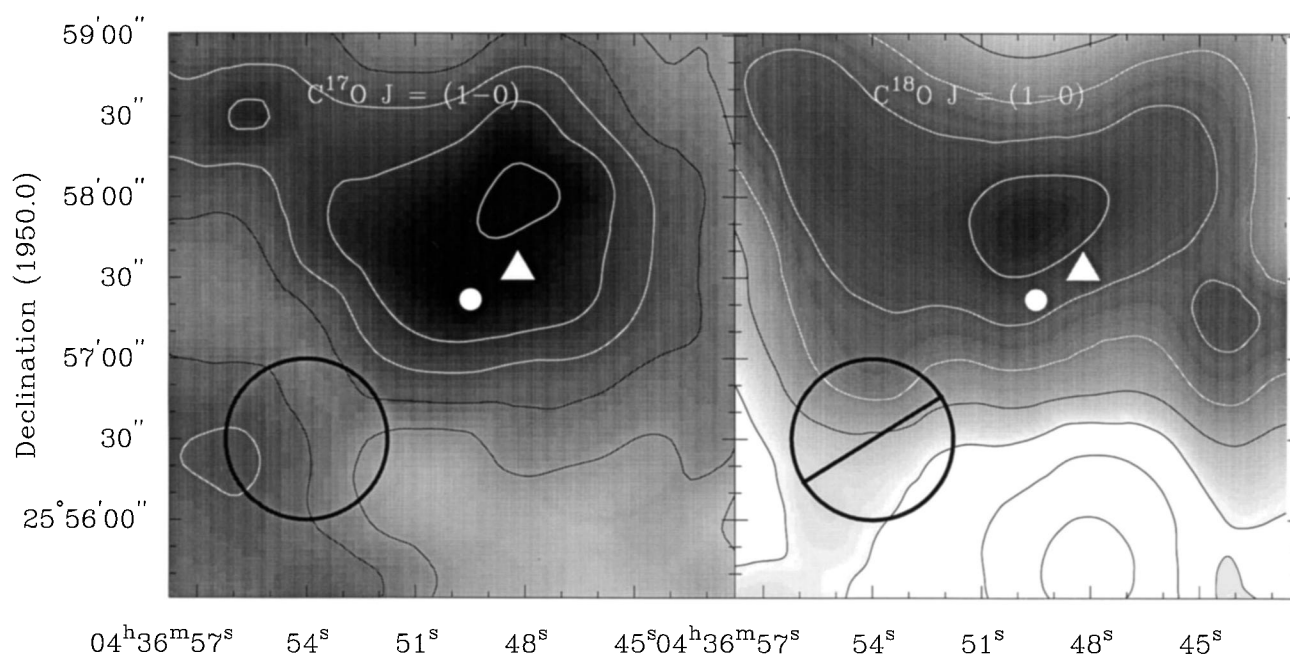 59′00″
C¹⁷O J = (1−0)
C¹⁸O J = (1−0)
30″
58′00″
30″
57′00″
30″
25°56′00″
Declination (1950.0)
04ʰ36ᵐ57ˢ 54ˢ 51ˢ 48ˢ 45ˢ04ʰ36ᵐ57ˢ 54ˢ 51ˢ 48ˢ 45ˢ